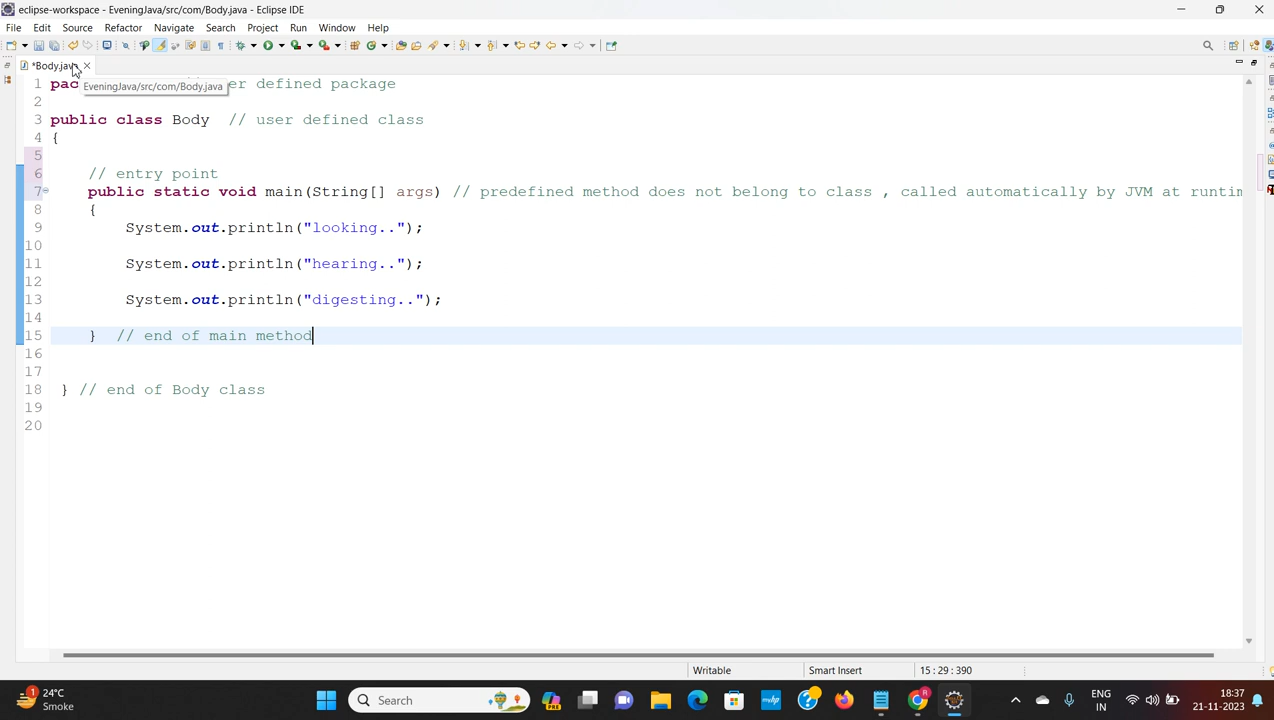 eclipse-workspace - EveningJava/src/com/Body.java - Eclipse IDE
File Edit Source Refactor Navigate Search Project Run Window Help
*Body.java
1 pac er defined package
EveningJava/src/com/Body.java
2
3 public class Body // user defined class
4 {
5
6 // entry point
7 public static void main(String[] args) // predefined method does not belong to class , called automatically by JVM at runtim
8 {
9 System.out.println("looking..");
10
11 System.out.println("hearing..");
12
13 System.out.println("digesting..");
14
15 } // end of main method
16
17
18 } // end of Body class
19
20
Writable Smart Insert 15 : 29 : 390
1 24°C
Smoke
Search
PRE
ENG
IN
18:37
21-11-2023